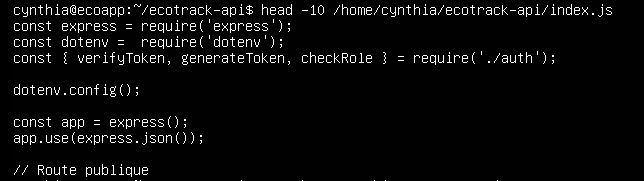 cynthia@ecoapp:~/ecotrack-api$ head -10 /home/cynthia/ecotrack-api/index.js
const express = require('express');
const dotenv =  require('dotenv');
const { verifyToken, generateToken, checkRole } = require('./auth');

dotenv.config();

const app = express();
app.use(express.json());

// Route publique